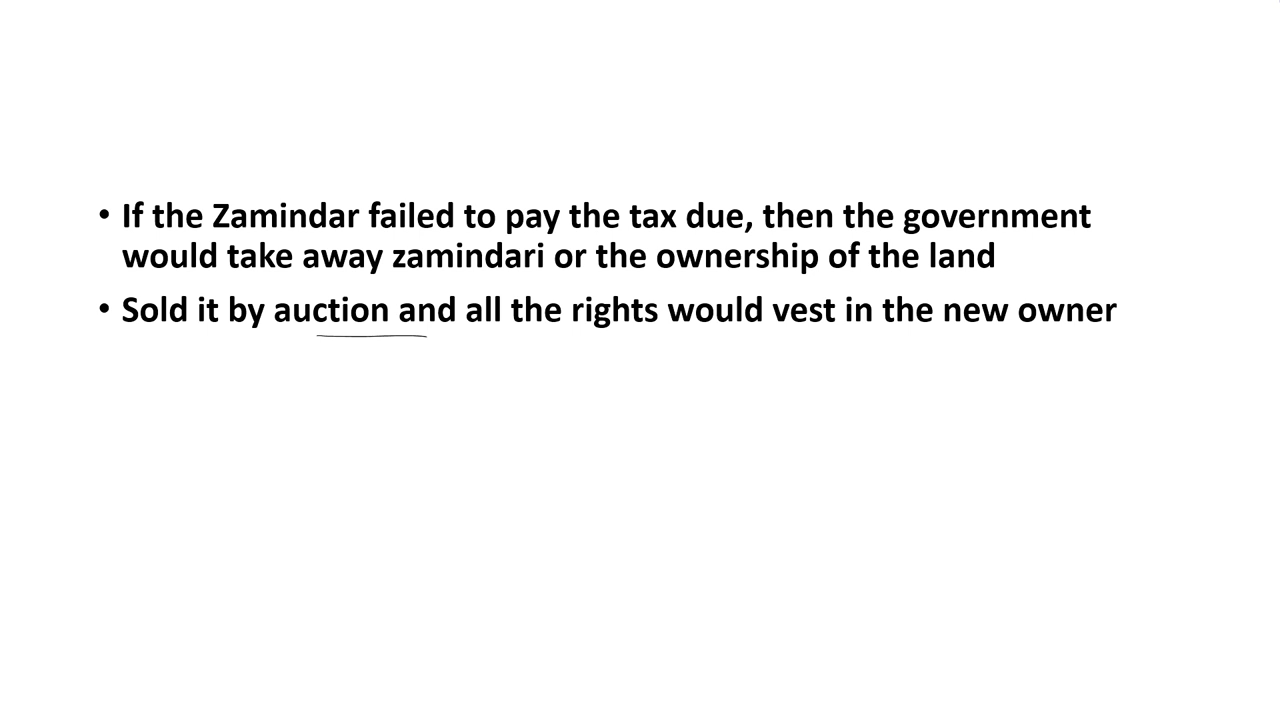 • If the Zamindar failed to pay the tax due, then the government
would take away zamindari or the ownership of the land
• Sold it by auction and all the rights would vest in the new owner